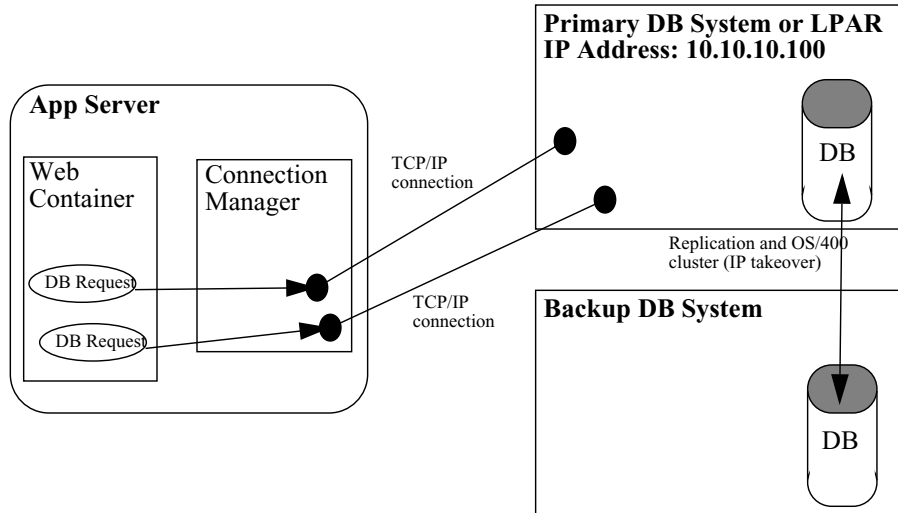 Primary DB System or LPAR
IP Address: 10.10.10.100
App Server
Web
Container
Connection
Manager
TCP/IP
connection
DB
Replication and OS/400
cluster (IP takeover)
DB Request
DB Request
TCP/IP
connection
Backup DB System
DB